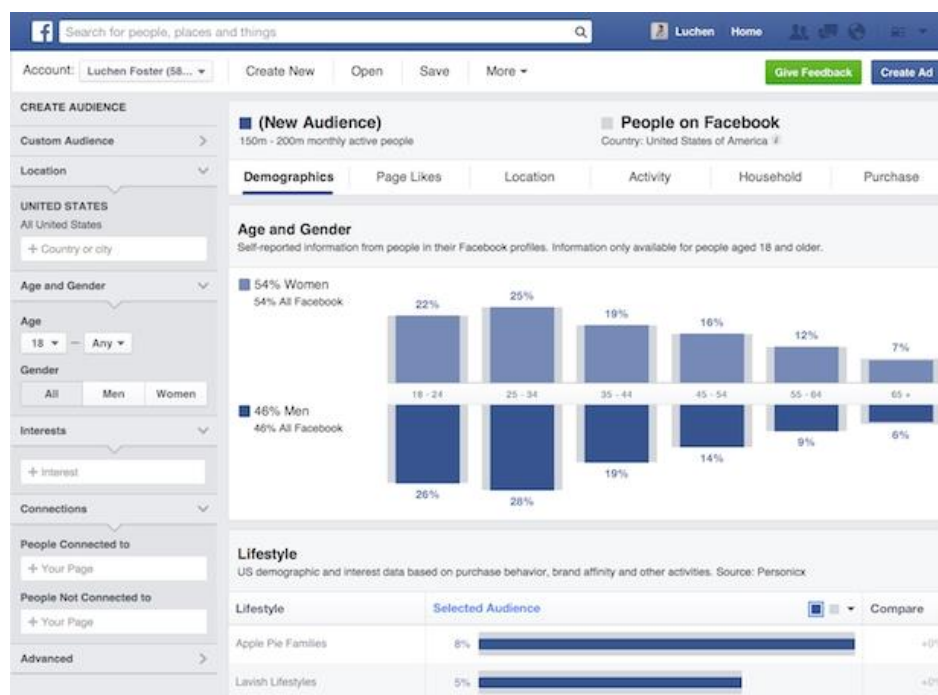 f Search for people, places and things Luchen Home
Account: Luchen Foster (58... Create New Open Save More Give Feedback Create Ad
CREATE AUDIENCE
Custom Audience
Location
UNITED STATES
All United States
+ Country or city
Age and Gender
Age
18 — Any
Gender
All Men Women
Interests
+ Interest
Connections
People Connected to
+ Your Page
People Not Connected to
+ Your Page
Advanced
(New Audience)
150m - 200m monthly active people
People on Facebook
Country: United States of America
Demographics Page Likes Location Activity Household Purchase
Age and Gender
Self-reported information from people in their Facebook profiles. Information only available for people aged 18 and older.
54% Women
54% All Facebook
22% 25% 19% 16% 12% 7%
18 - 24 25 - 34 35 - 44 45 - 54 55 - 64 65 +
46% Men
46% All Facebook
26% 28% 19% 14% 9% 6%
Lifestyle
US demographic and interest data based on purchase behavior, brand affinity and other activities. Source: Personicx
Lifestyle Selected Audience Compare
Apple Pie Families 8% +0%
Lavish Lifestyles 5% +0%